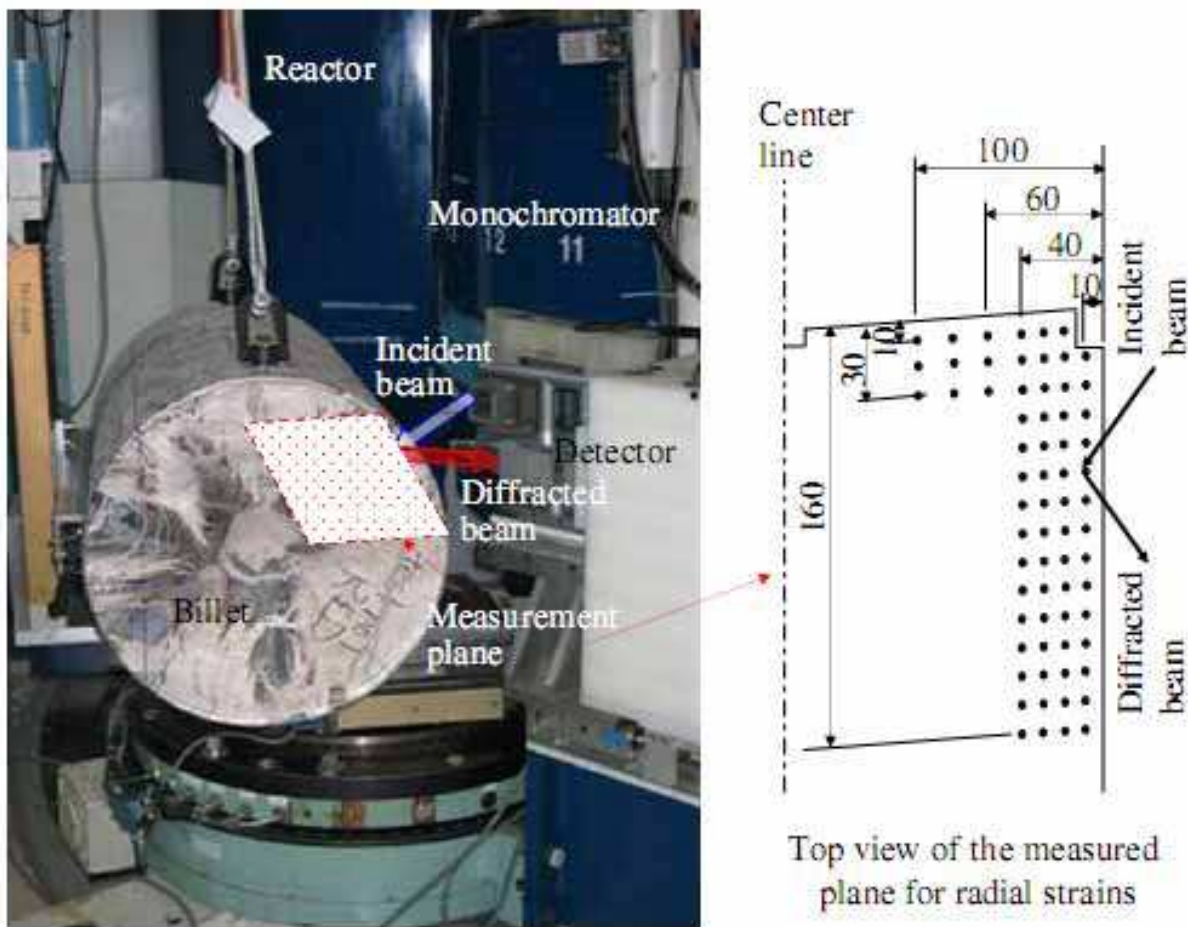 Reactor
Monochromator
12
11
Incident
beam
Detector
Diffracted
beam
Billet
Measurement
plane
Center
line
100
60
40
10
Incident
beam
10
30
160
Diffracted
beam
Top view of the measured
plane for radial strains